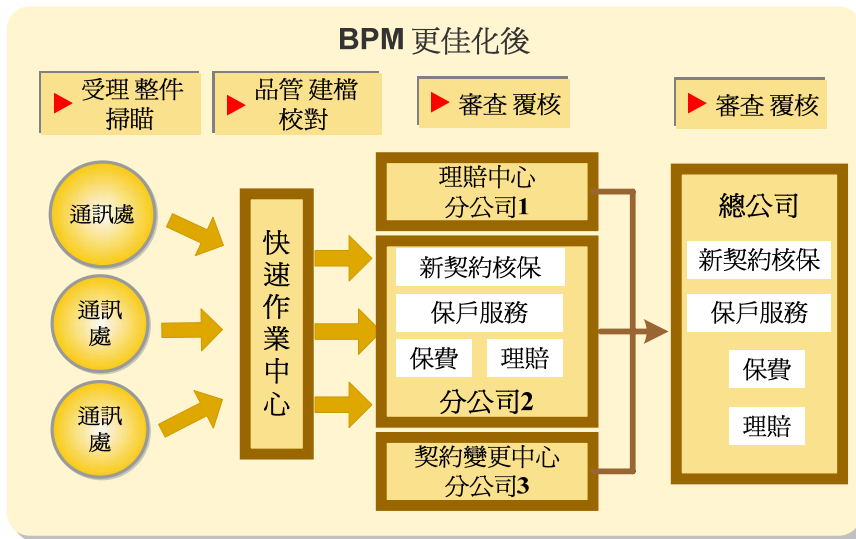 BPM 更佳化後
受理 整件
掃瞄
品管 建檔
校對
審查 覆核
審查 覆核
通訊處
通訊
處
通訊
處
快
速
作
業
中
心
理賠中心
分公司1
新契約核保
保戶服務
保費
理賠
分公司2
契約變更中心
分公司3
總公司
新契約核保
保戶服務
保費
理賠